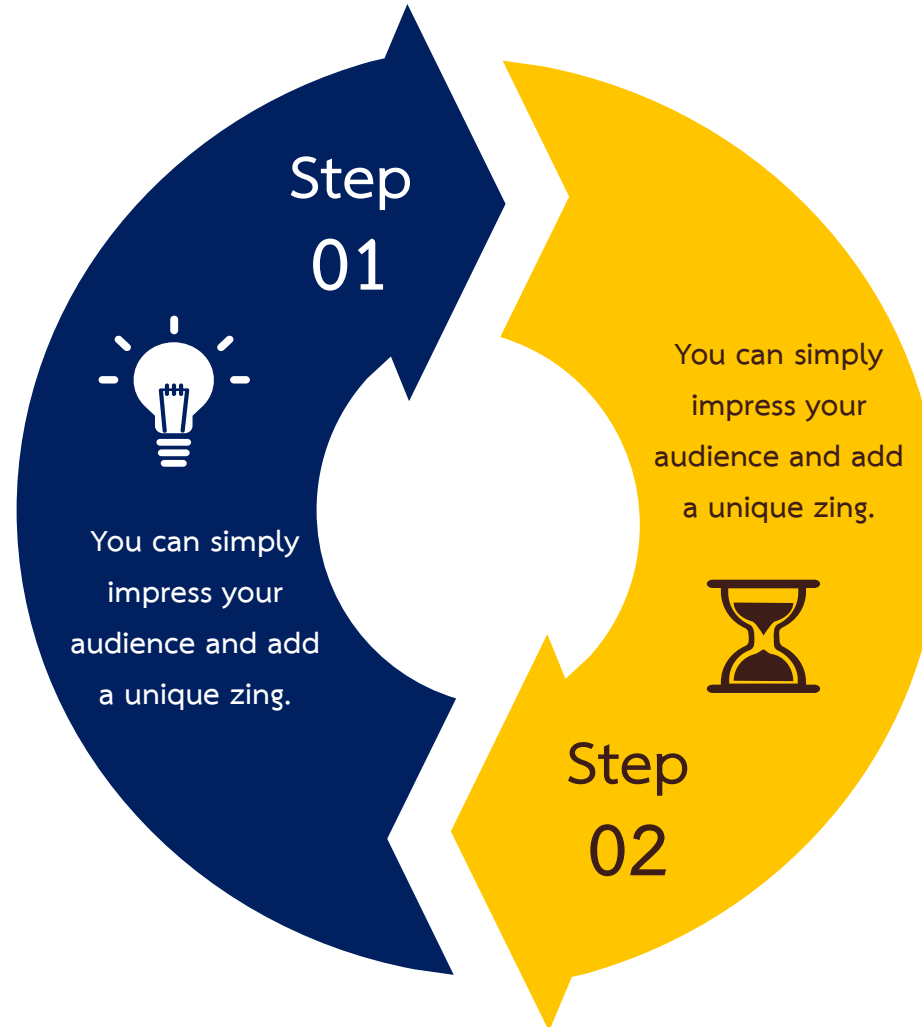 Step
01
You can simply
impress your
audience and add
a unique zing.
You can simply
impress your
audience and add
a unique zing.
Step
02